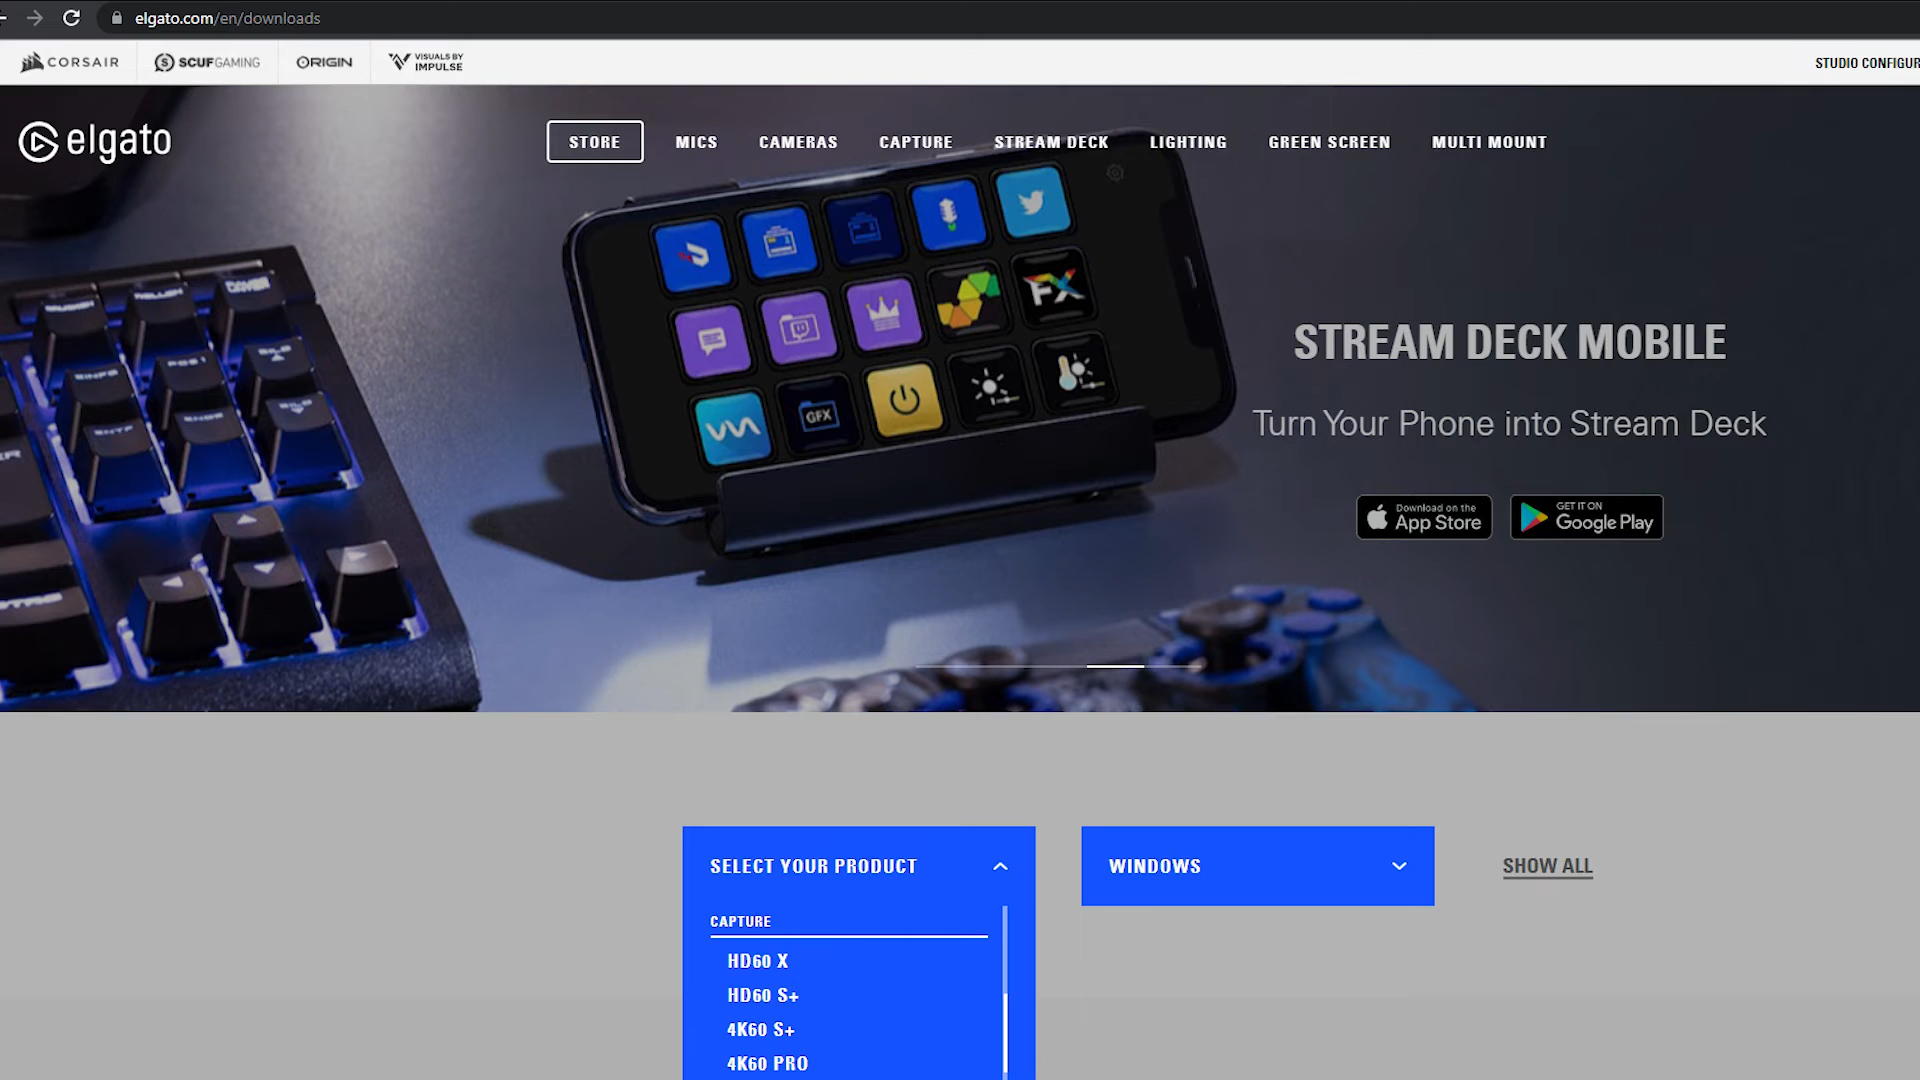 elgato.com/en/downloads
CORSAIR
SCUFGAMING
ORIGIN
VISUALS BY
IMPULSE
STUDIO CONFIGUR
elgato
STORE
MICS
CAMERAS
CAPTURE
STREAM DECK
LIGHTING
GREEN SCREEN
MULTI MOUNT
FX
GFX
STREAM DECK MOBILE
Turn Your Phone into Stream Deck
Download on the
App Store
GET IT ON
Google Play
SELECT YOUR PRODUCT
WINDOWS
SHOW ALL
CAPTURE
HD60 X
HD60 S+
4K60 S+
4K60 PRO